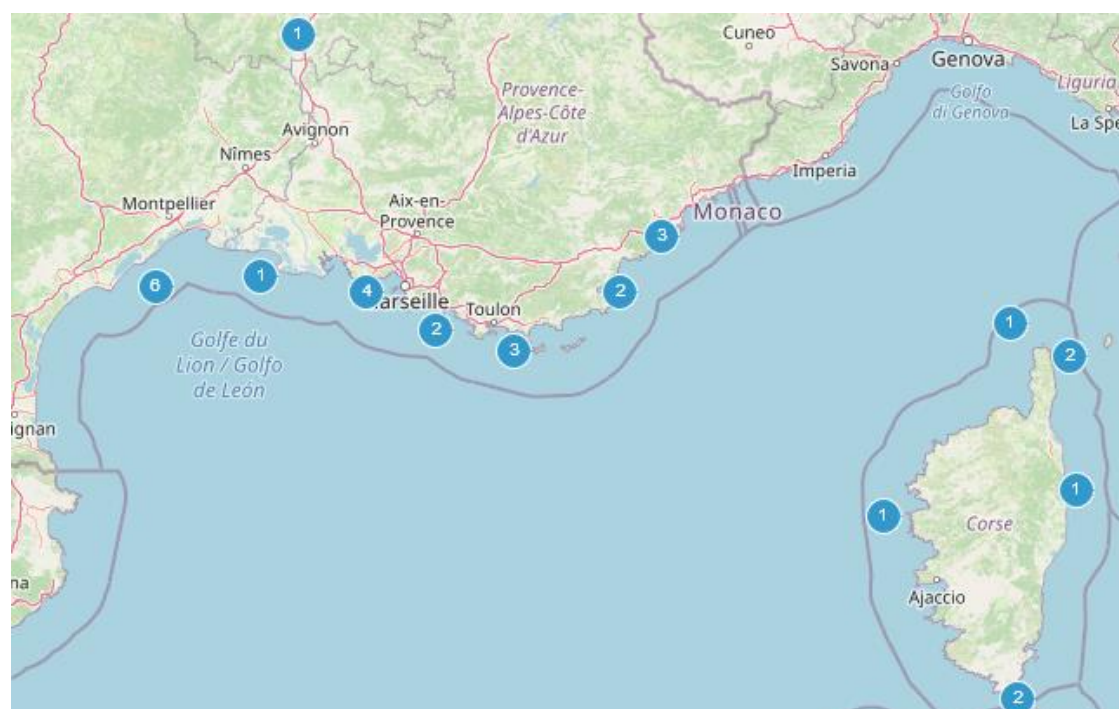 1
Cuneo
Genova
Savona
Liguria
Golfo
di Genova
Provence-
Alpes-Côte
d'Azur
La Spe
Avignon
Nîmes
Imperia
Montpellier
Aix-en-
Provence
Monaco
3
1
6
4
arseille
2
Toulon
2
3
1
2
Golfe du
Lion / Golfo
de León
ignan
1
1
Corse
na
Ajaccio
2